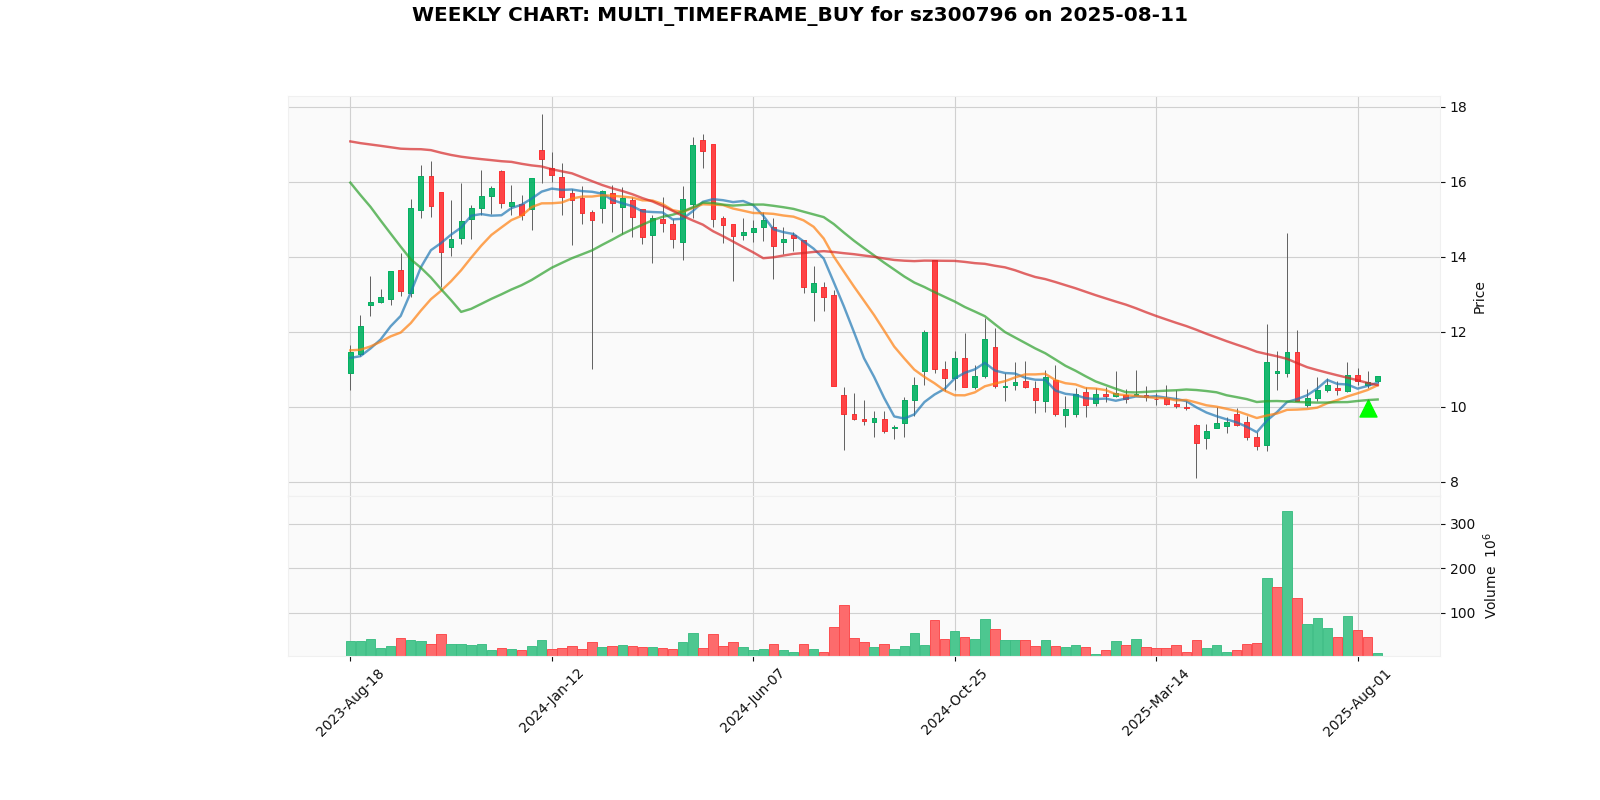 WEEKLY CHART: MULTI_TIMEFRAME_BUY for sz300796 on 2025-08-11
18
16
14
12
10
8
Price
300
200
100
Volume 10^6
2023-Aug-18
2024-Jan-12
2024-Jun-07
2024-Oct-25
2025-Mar-14
2025-Aug-01